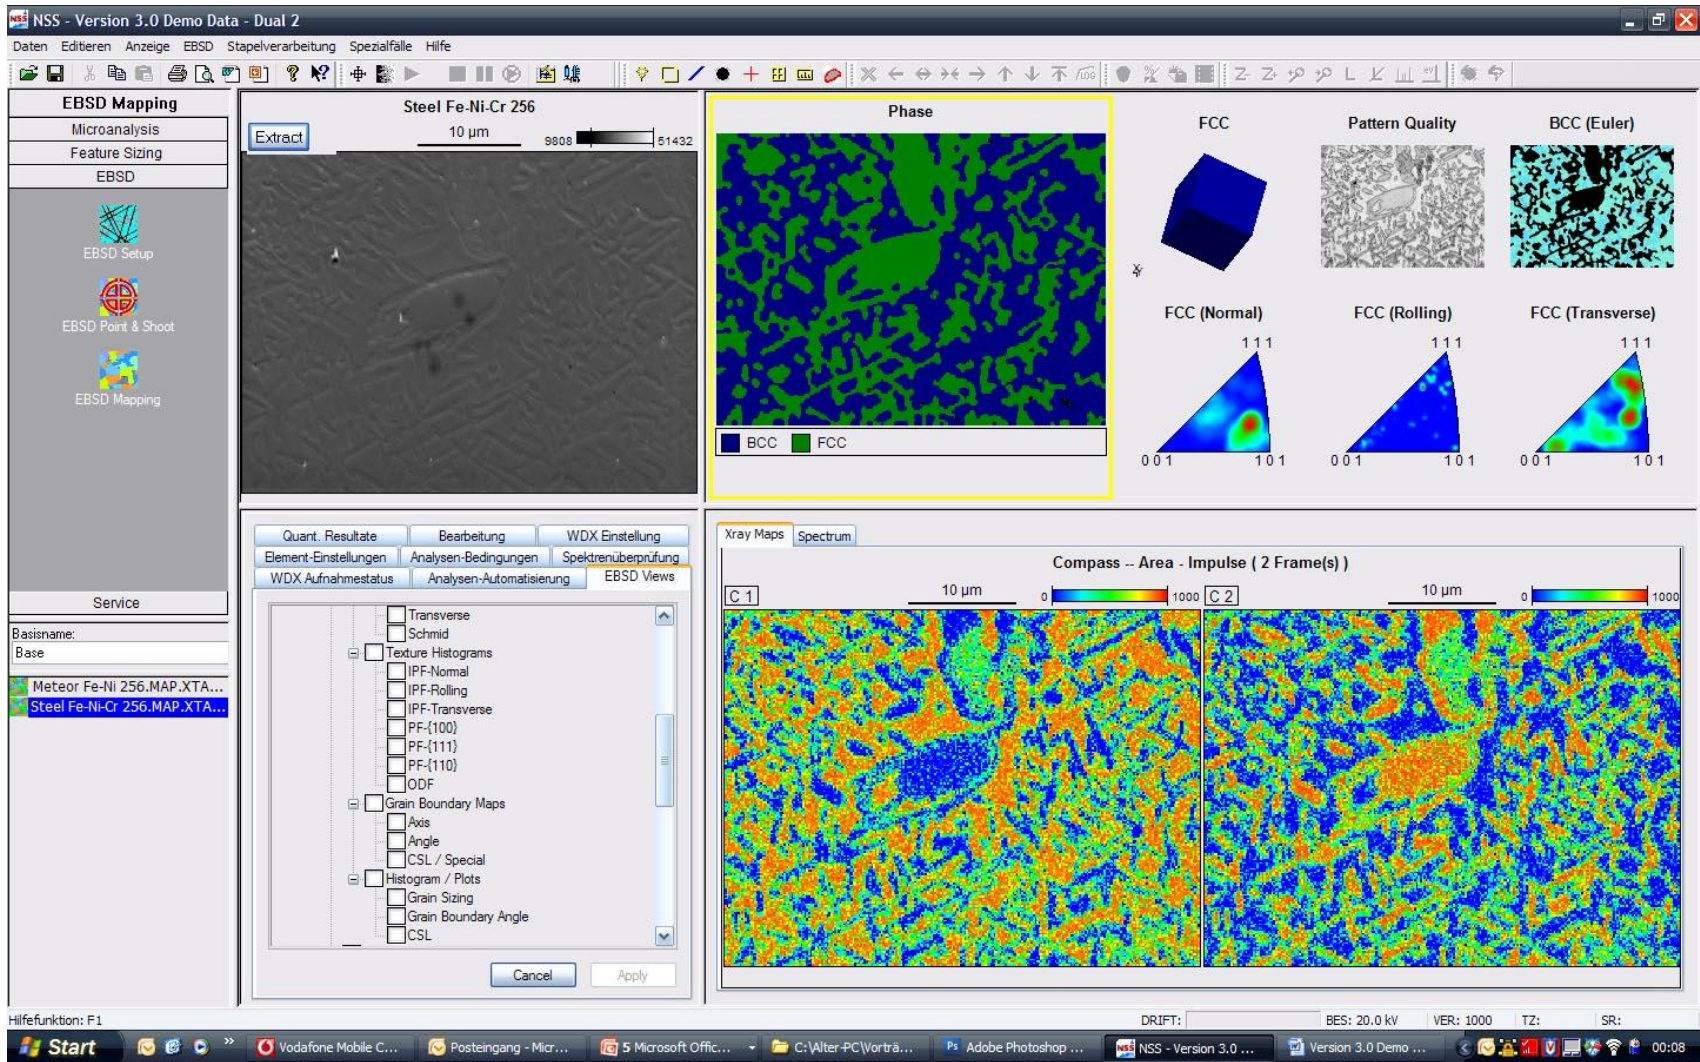 NSS - Version 3.0 Demo Data - Dual 2
Daten Editieren Anzeige EBSD Stapelverarbeitung Spezialfälle Hilfe
EBSD Mapping
Microanalysis
Feature Sizing
EBSD
EBSD Setup
EBSD Point & Shoot
EBSD Mapping
Service
Basisname:
Base
Meteor Fe-Ni 256.MAP.XTA...
Steel Fe-Ni-Cr 256.MAP.XTA...
Steel Fe-Ni-Cr 256
Extract
10 µm
9808 51432
Phase
BCC FCC
FCC
Pattern Quality
BCC (Euler)
FCC (Normal)
FCC (Rolling)
FCC (Transverse)
1 1 1
0 0 1 1 0 1
1 1 1
0 0 1 1 0 1
1 1 1
0 0 1 1 0 1
Quant. Resultate Bearbeitung WDX Einstellung
Element-Einstellungen Analysen-Bedingungen Spektrenüberprüfung
WDX Aufnahmestatus Analysen-Automatisierung EBSD Views
Transverse
Schmid
Texture Histograms
IPF-Normal
IPF-Rolling
IPF-Transverse
PF-{100}
PF-{111}
PF-{110}
ODF
Grain Boundary Maps
Axis
Angle
CSL / Special
Histogram / Plots
Grain Sizing
Grain Boundary Angle
CSL
Cancel Apply
Xray Maps Spectrum
Compass -- Area - Impulse ( 2 Frame(s) )
C 1 10 µm 0 1000
C 2 10 µm 0 1000
Hilfefunktion: F1 DRIFT: BES: 20.0 kV VER: 1000 TZ: SR:
Start Vodafone Mobile C... Posteingang - Micr... 5 Microsoft Offic... C:\Alter-PC\Vorträ... Adobe Photoshop ... NSS - Version 3.0 ... Version 3.0 Demo ... 00:08